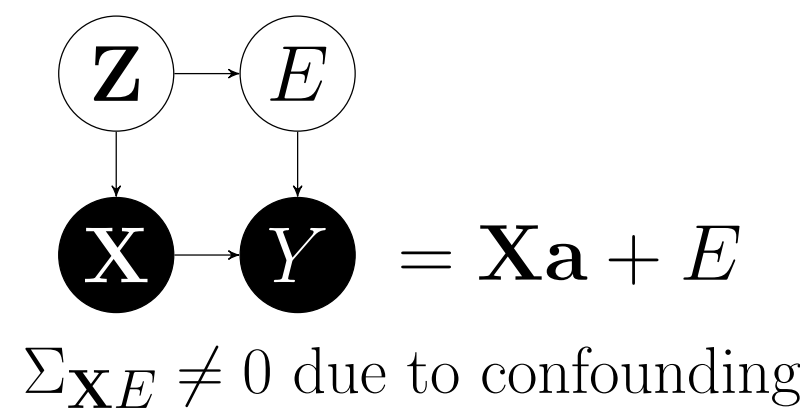 Z E
X Y = Xa + E
Σ_XE ≠ 0 due to confounding